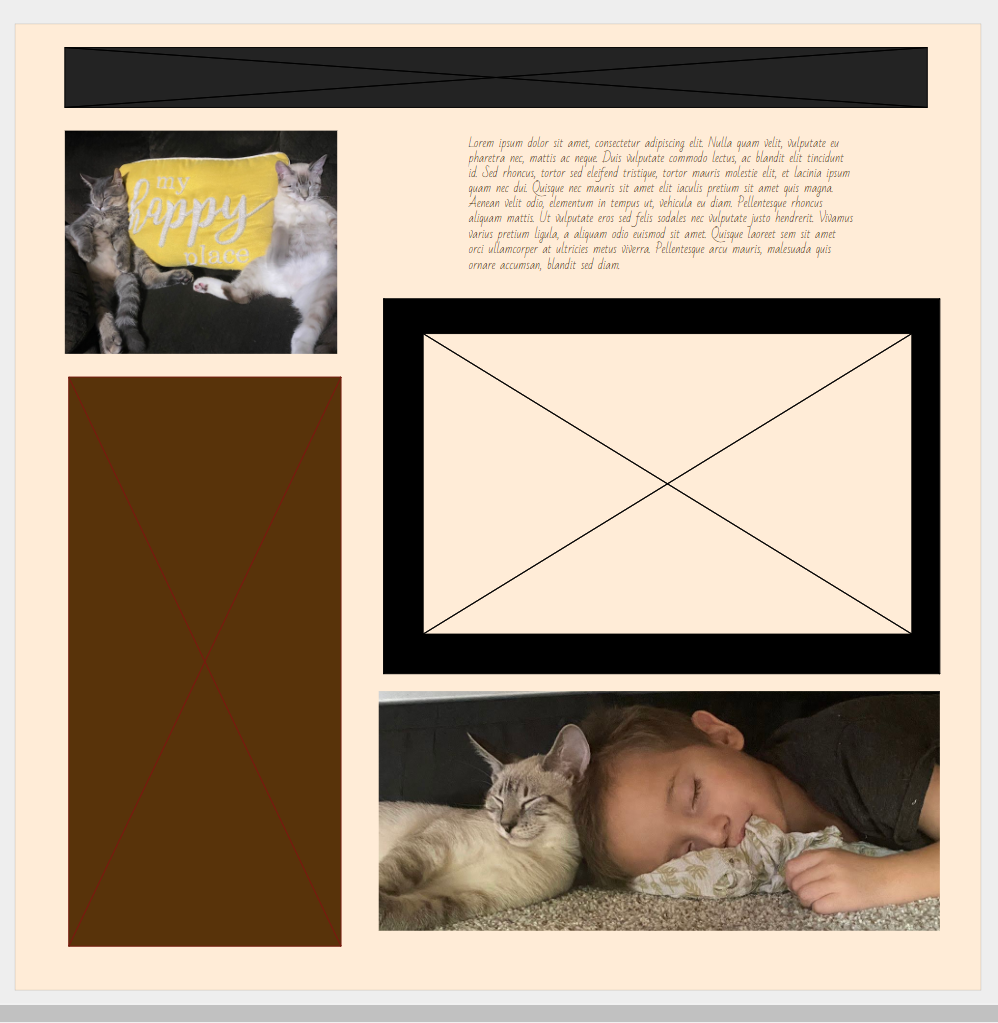 my
happy
place
Lorem ipsum dolor sit amet, consectetur adipiscing elit. Nulla quam velit, vulputate eu
pharetra nec, mattis ac neque. Duis vulputate commodo lectus, ac blandit elit tincidunt
id. Sed rhoncus, tortor sed eleifend tristique, tortor mauris molestie elit, et lacinia ipsum
quam nec dui. Quisque nec mauris sit amet elit iaculis pretium sit amet quis magna.
Aenean velit odio, elementum in tempus ut, vehicula eu diam. Pellentesque rhoncus
aliquam mattis. Ut vulputate eros sed felis sodales nec vulputate justo hendrerit. Vivamus
varius pretium ligula, a aliquam odio euismod sit amet. Quisque laoreet sem sit amet
orci ullamcorper at ultricies metus viverra. Pellentesque arcu mauris, malesuada quis
ornare accumsan, blandit sed diam.